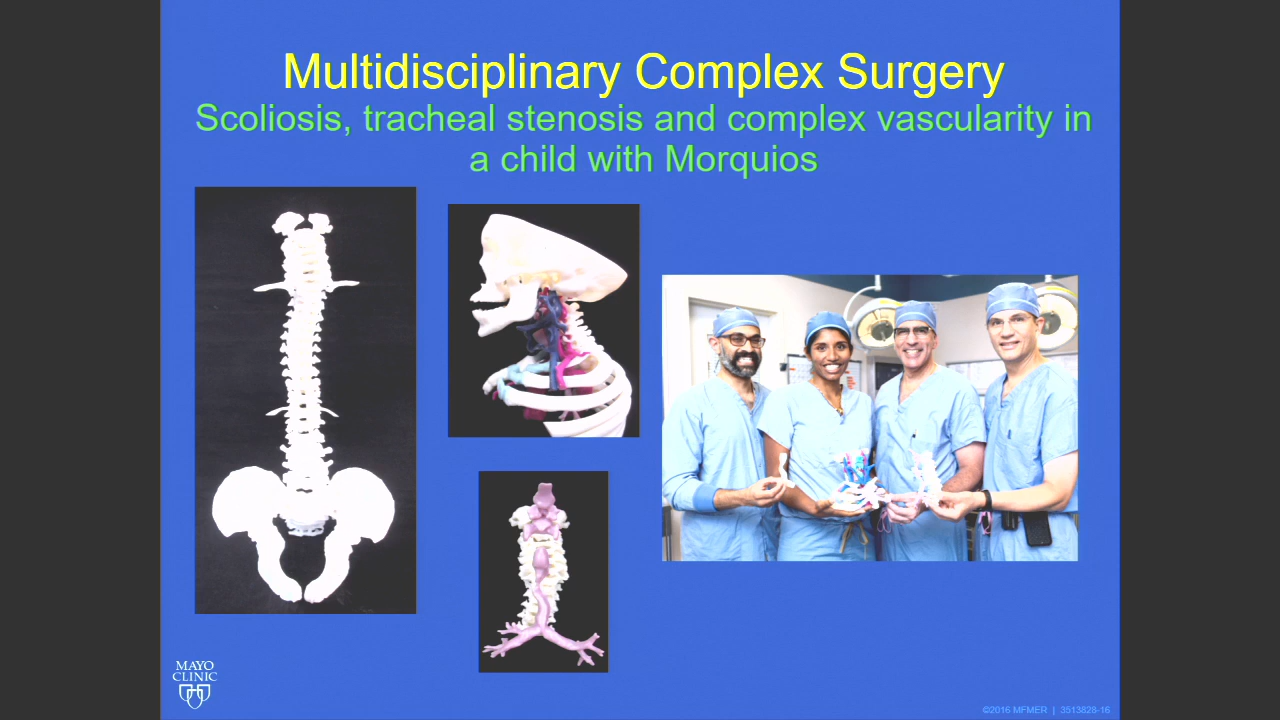 Multidisciplinary Complex Surgery
Scoliosis, tracheal stenosis and complex vascularity in
a child with Morquios
MAYO
CLINIC
©2016 MFMER | 3513828-16